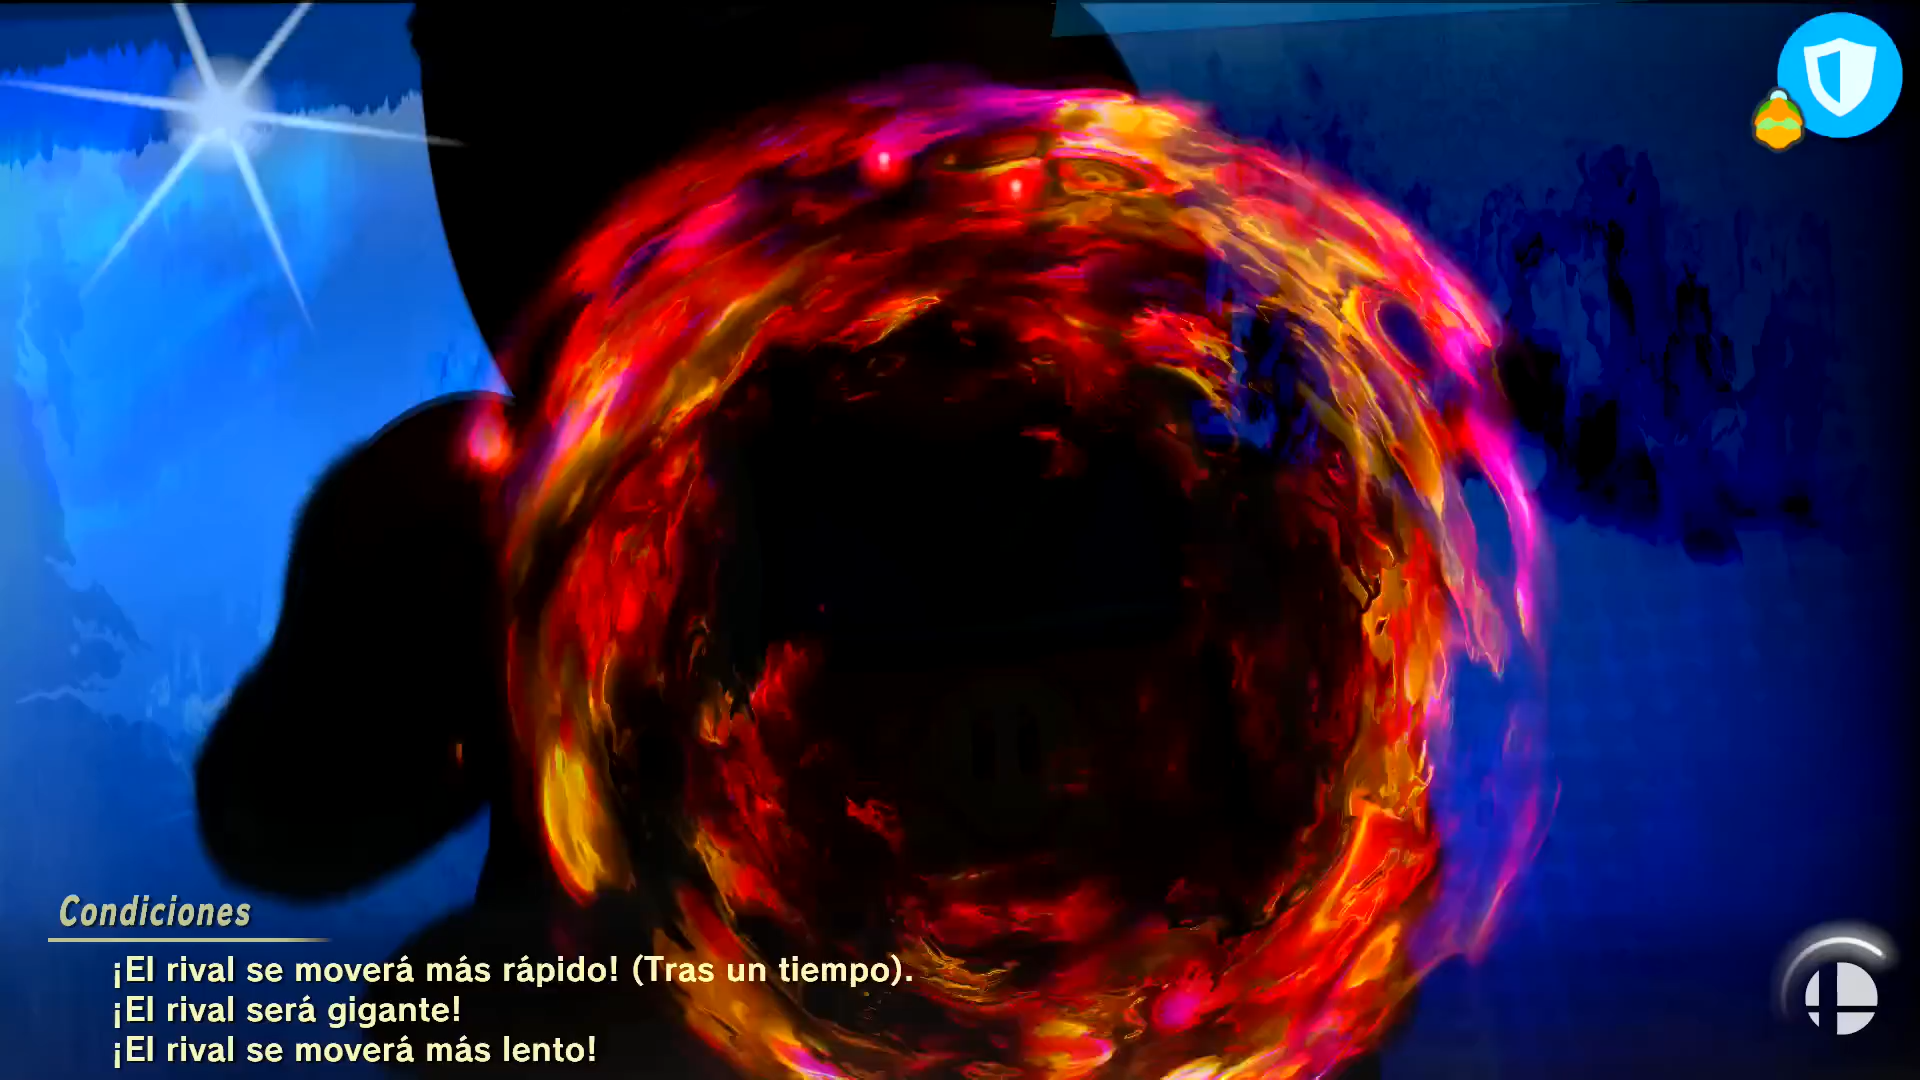 Condiciones
¡El rival se moverá más rápido! (Tras un tiempo).
¡El rival será gigante!
¡El rival se moverá más lento!